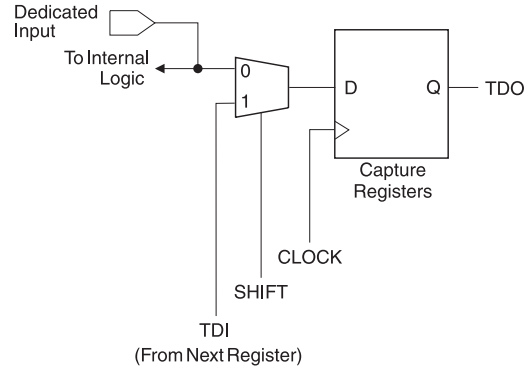 Dedicated
Input
To Internal
Logic
0
1
D
Q
TDO
Capture
Registers
CLOCK
SHIFT
TDI
(From Next Register)